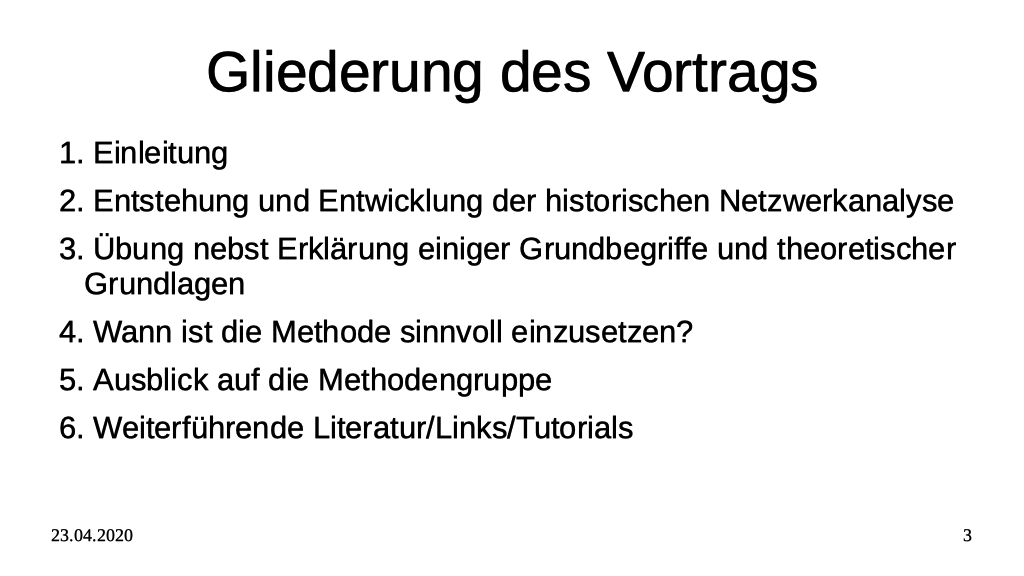 Gliederung des Vortrags
1. Einleitung
2. Entstehung und Entwicklung der historischen Netzwerkanalyse
3. Übung nebst Erklärung einiger Grundbegriffe und theoretischer
Grundlagen
4. Wann ist die Methode sinnvoll einzusetzen?
5. Ausblick auf die Methodengruppe
6. Weiterführende Literatur/Links/Tutorials
23.04.2020
3